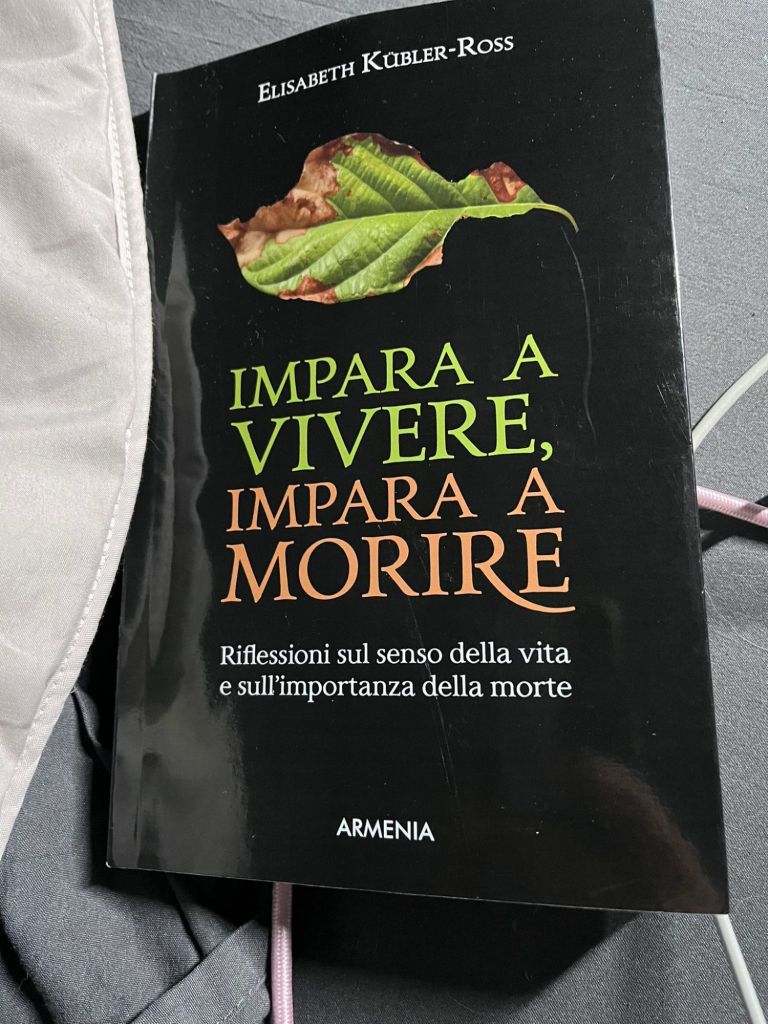 ELISABETH KÜBLER-ROSS
IMPARA A
VIVERE,
IMPARA A
MORIRE
Riflessioni sul senso della vita
e sull'importanza della morte
ARMENIA